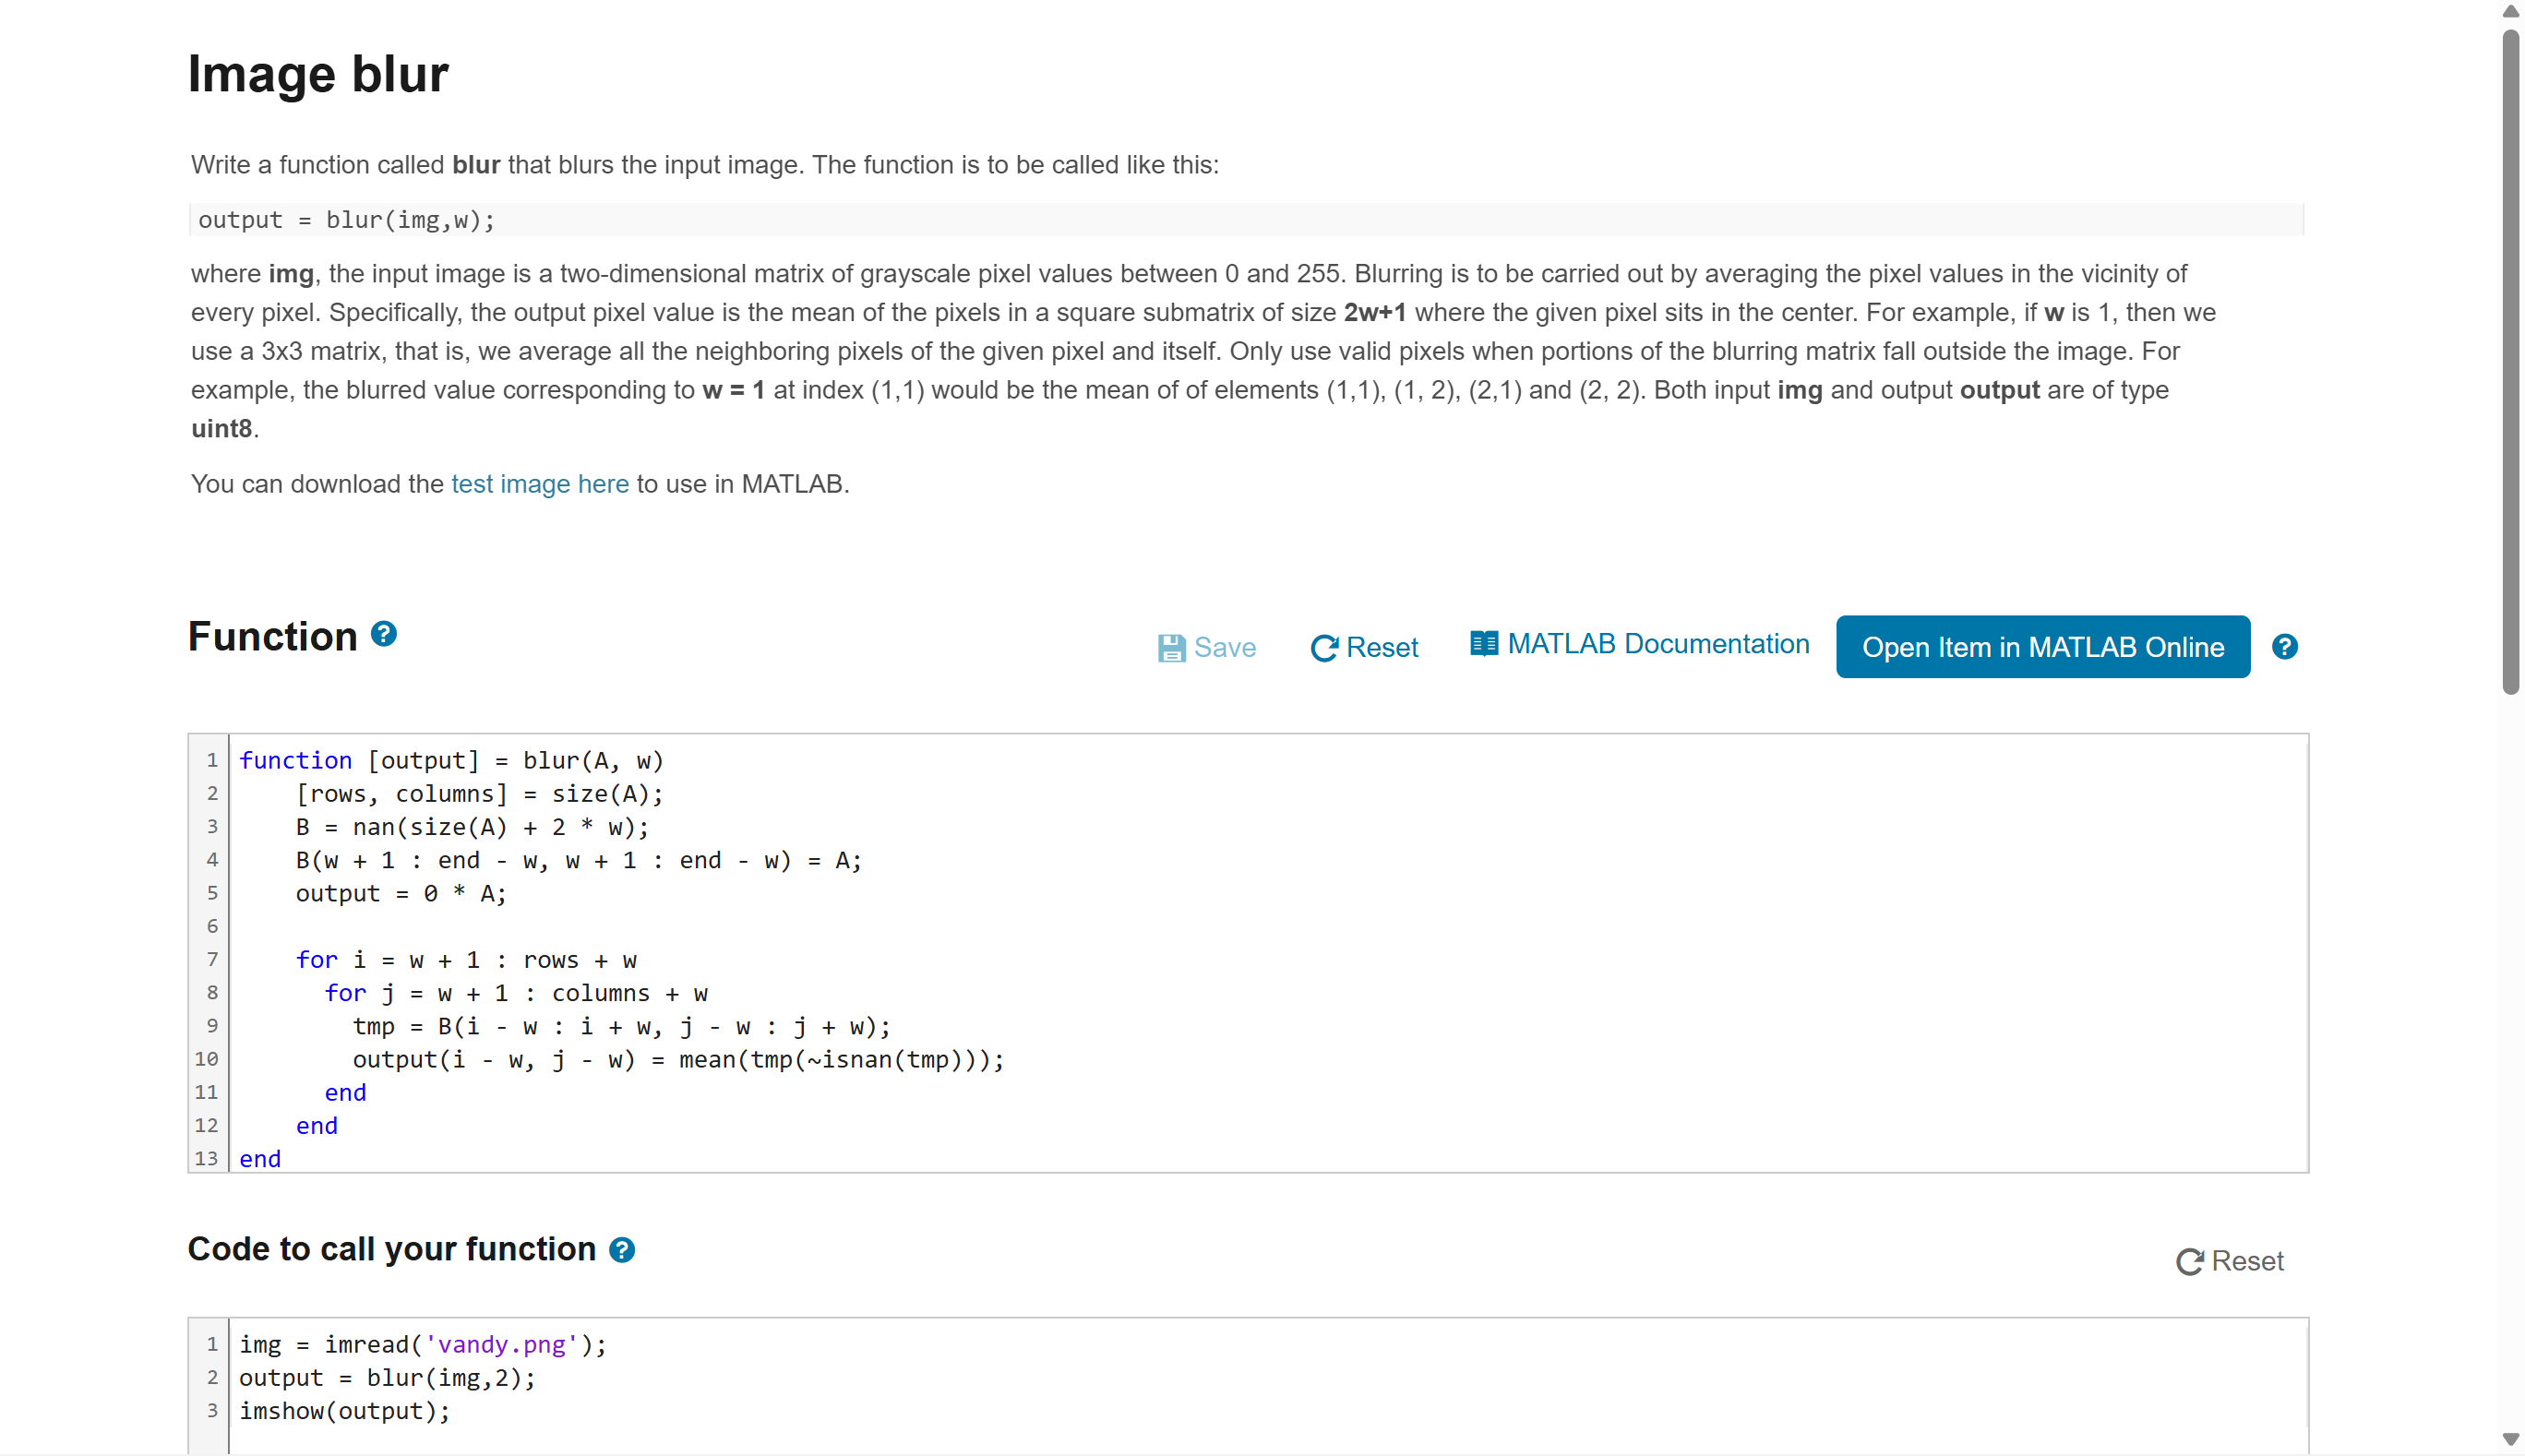 Image blur
Write a function called blur that blurs the input image. The function is to be called like this:
output = blur(img,w);
where img, the input image is a two-dimensional matrix of grayscale pixel values between 0 and 255. Blurring is to be carried out by averaging the pixel values in the vicinity of
every pixel. Specifically, the output pixel value is the mean of the pixels in a square submatrix of size 2w+1 where the given pixel sits in the center. For example, if w is 1, then we
use a 3x3 matrix, that is, we average all the neighboring pixels of the given pixel and itself. Only use valid pixels when portions of the blurring matrix fall outside the image. For
example, the blurred value corresponding to w = 1 at index (1,1) would be the mean of of elements (1,1), (1, 2), (2,1) and (2, 2). Both input img and output output are of type
uint8.
You can download the test image here to use in MATLAB.
Function ?
Save Reset MATLAB Documentation Open Item in MATLAB Online ?
1 function [output] = blur(A, w)
2 [rows, columns] = size(A);
3 B = nan(size(A) + 2 * w);
4 B(w + 1 : end - w, w + 1 : end - w) = A;
5 output = 0 * A;
6
7 for i = w + 1 : rows + w
8 for j = w + 1 : columns + w
9 tmp = B(i - w : i + w, j - w : j + w);
10 output(i - w, j - w) = mean(tmp(~isnan(tmp)));
11 end
12 end
13 end
Code to call your function ?
Reset
1 img = imread('vandy.png');
2 output = blur(img,2);
3 imshow(output);